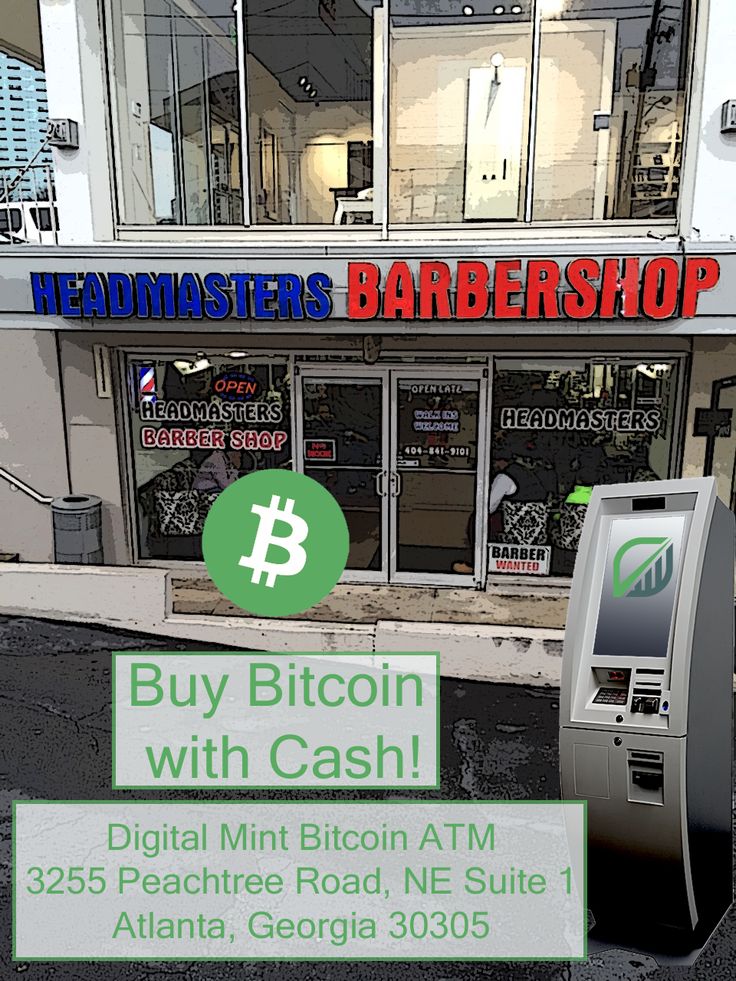 HEADMASTERS BARBERSHOP
OPEN
HEADMASTERS
BARBER SHOP
OPEN LATE
WALK INS
WELCOME
404-841-9101
HEADMASTERS
BARBER
WANTED
Buy Bitcoin
with Cash!
Digital Mint Bitcoin ATM
3255 Peachtree Road, NE Suite 1
Atlanta, Georgia 30305